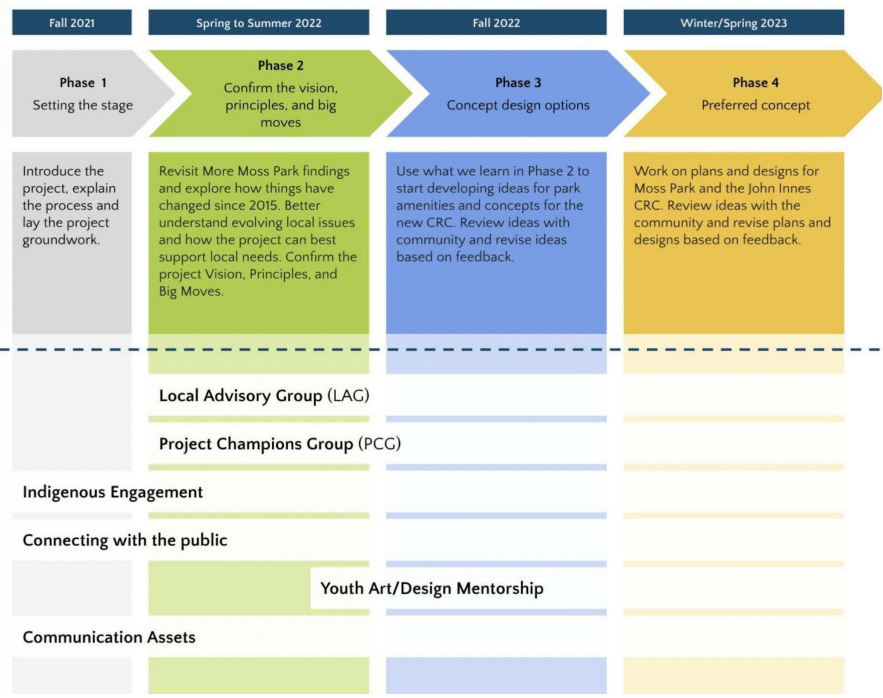 Fall 2021
Spring to Summer 2022
Fall 2022
Winter/Spring 2023
Phase 1
Setting the stage
Phase 2
Confirm the vision,
principles, and big
moves
Phase 3
Concept design options
Phase 4
Preferred concept
Introduce the
project, explain
the process and
lay the project
groundwork.
Revisit More Moss Park findings
and explore how things have
changed since 2015. Better
understand evolving local issues
and how the project can best
support local needs. Confirm the
project Vision, Principles, and
Big Moves.
Use what we learn in Phase 2 to
start developing ideas for park
amenities and concepts for the
new CRC. Review ideas with
community and revise ideas
based on feedback.
Work on plans and designs for
Moss Park and the John Innes
CRC. Review ideas with the
community and revise plans and
designs based on feedback.
Local Advisory Group (LAG)
Project Champions Group (PCG)
Indigenous Engagement
Connecting with the public
Youth Art/Design Mentorship
Communication Assets